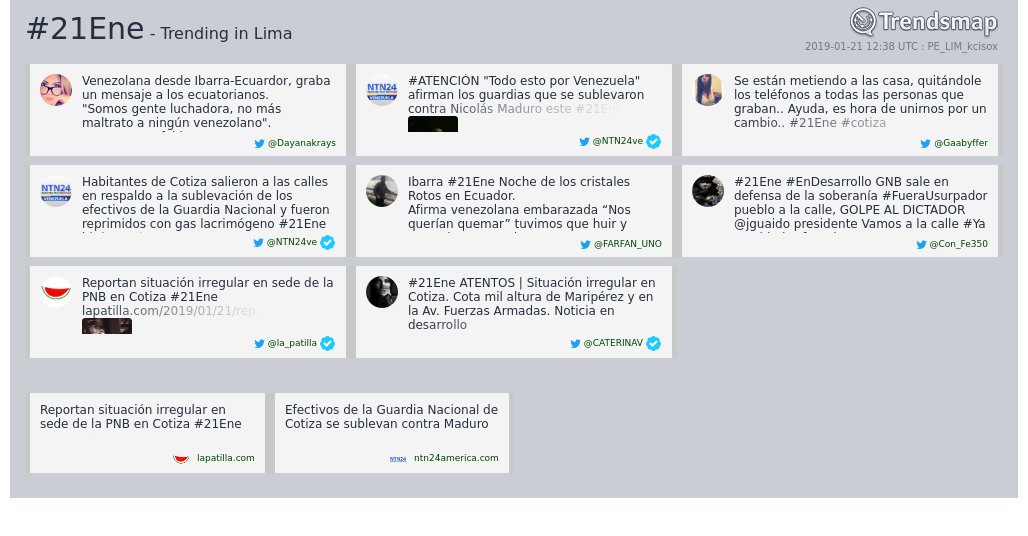 #21Ene - Trending in Lima
Trendsmap
2019-01-21 12:38 UTC : PE_LIM_kcisox
Venezolana desde Ibarra-Ecuardor, graba
un mensaje a los ecuatorianos.
"Somos gente luchadora, no más
maltrato a ningún venezolano".
@Dayanakrays
NTN24
VENEZUELA
#ATENCIÓN "Todo esto por Venezuela"
afirman los guardias que se sublevaron
contra Nicolás Maduro este #21Ene
@NTN24ve
Se están metiendo a las casa, quitándole
los teléfonos a todas las personas que
graban.. Ayuda, es hora de unirnos por un
cambio.. #21Ene #cotiza
@Gaabyffer
NTN24
VENEZUELA
Habitantes de Cotiza salieron a las calles
en respaldo a la sublevación de los
efectivos de la Guardia Nacional y fueron
reprimidos con gas lacrimógeno #21Ene
@NTN24ve
Ibarra #21Ene Noche de los cristales
Rotos en Ecuador.
Afirma venezolana embarazada “Nos
querían quemar” tuvimos que huir y
@FARFAN_UNO
#21Ene #EnDesarrollo GNB sale en
defensa de la soberanía #FueraUsurpador
pueblo a la calle, GOLPE AL DICTADOR
@jguaido presidente Vamos a la calle #Ya
@Con_Fe350
Reportan situación irregular en sede de la
PNB en Cotiza #21Ene
lapatilla.com/2019/01/21/rep...
@la_patilla
#21Ene ATENTOS | Situación irregular en
Cotiza. Cota mil altura de Maripérez y en
la Av. Fuerzas Armadas. Noticia en
desarrollo
@CATERINAV
Reportan situación irregular en
sede de la PNB en Cotiza #21Ene
lapatilla.com
Efectivos de la Guardia Nacional de
Cotiza se sublevan contra Maduro
NTN24 ntn24america.com